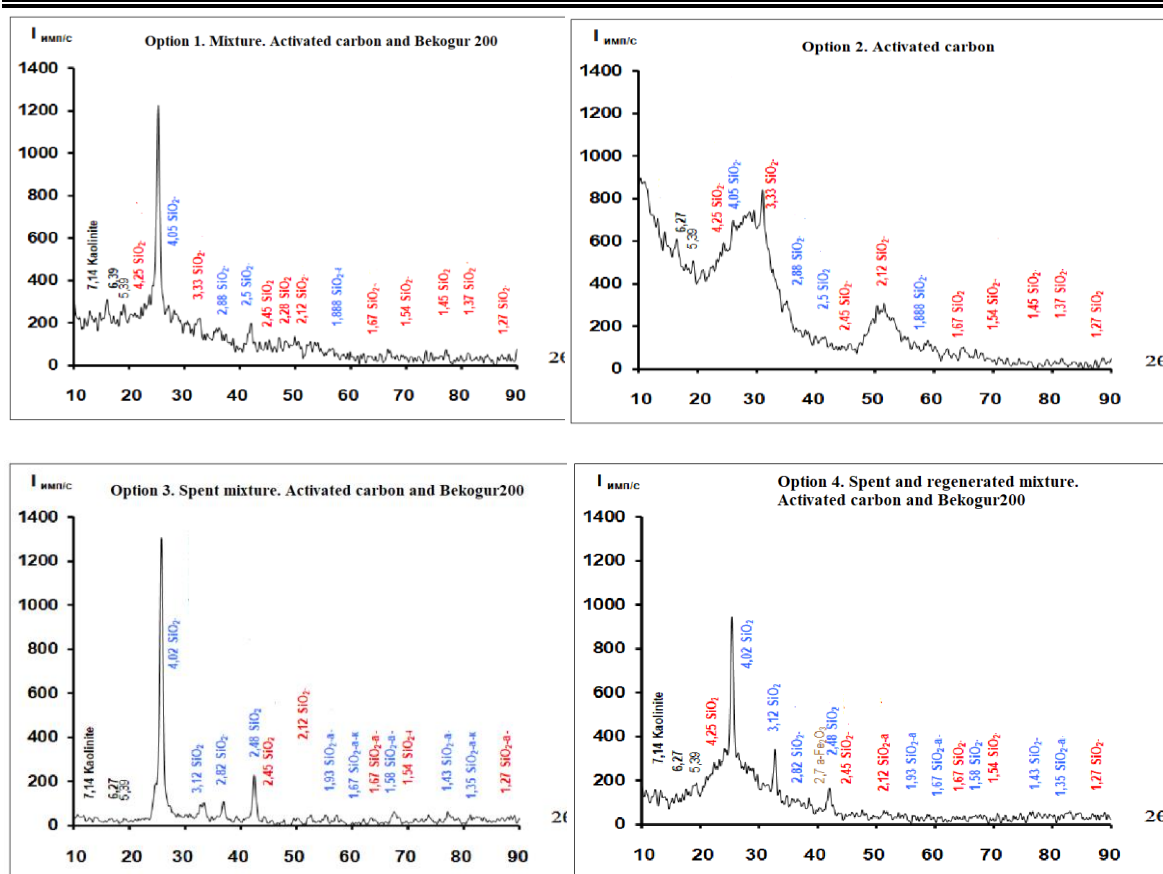 I имп/с
Option 1. Mixture. Activated carbon and Bekogur 200
1400
1200
1000
800
600
400
200
0
7,14 Kaolinite
6,39
5,39
4,25 SiO₂-
4,05 SiO₂-
3,33 SiO₂-
2,88 SiO₂-
2,5 SiO₂-
2,45 SiO₂
2,28 SiO₂
2,12 SiO₂-
1,888 SiO₂-
1,67 SiO₂-
1,54 SiO₂-
1,45 SiO₂
1,37 SiO₂-
1,27 SiO₂-
10 20 30 40 50 60 70 80 90
2θ
I имп/с
Option 2. Activated carbon
1400
1200
1000
800
600
400
200
0
6,27
5,39
4,25 SiO₂-
4,05 SiO₂-
3,33 SiO₂-
2,88 SiO₂-
2,5 SiO₂-
2,45 SiO₂-
2,12 SiO₂-
1,888 SiO₂-
1,67 SiO₂
1,54 SiO₂-
1,45 SiO₂-
1,37 SiO₂-
1,27 SiO₂
10 20 30 40 50 60 70 80 90
2θ
I имп/с
Option 3. Spent mixture. Activated carbon and Bekogur200
1400
1200
1000
800
600
400
200
0
7,14 Kaolinite
6,27
5,39
4,02 SiO₂-
3,12 SiO₂
2,82 SiO₂-
2,48 SiO₂
2,45 SiO₂
2,12 SiO₂-
1,93 SiO₂-a-
1,67 SiO₂-a-к
1,67 SiO₂-a-
1,58 SiO₂-a-
1,54 SiO₂-
1,43 SiO₂-a-
1,35 SiO₂-a-к
1,27 SiO₂-a-
10 20 30 40 50 60 70 80 90
2θ
I имп/с
Option 4. Spent and regenerated mixture.
Activated carbon and Bekogur200
1400
1200
1000
800
600
400
200
0
7,14 Kaolinite
6,27
5,39
4,25 SiO₂
4,02 SiO₂
3,12 SiO₂
2,82 SiO₂-
2,7 a-Fe₂O₃
2,48 SiO₂
2,45 SiO₂-
2,12 SiO₂-a
1,93 SiO₂-a
1,67 SiO₂-a-
1,67 SiO₂-
1,58 SiO₂-
1,54 SiO₂-
1,43 SiO₂-
1,35 SiO₂-a-
1,27 SiO₂-
10 20 30 40 50 60 70 80 90
2θ